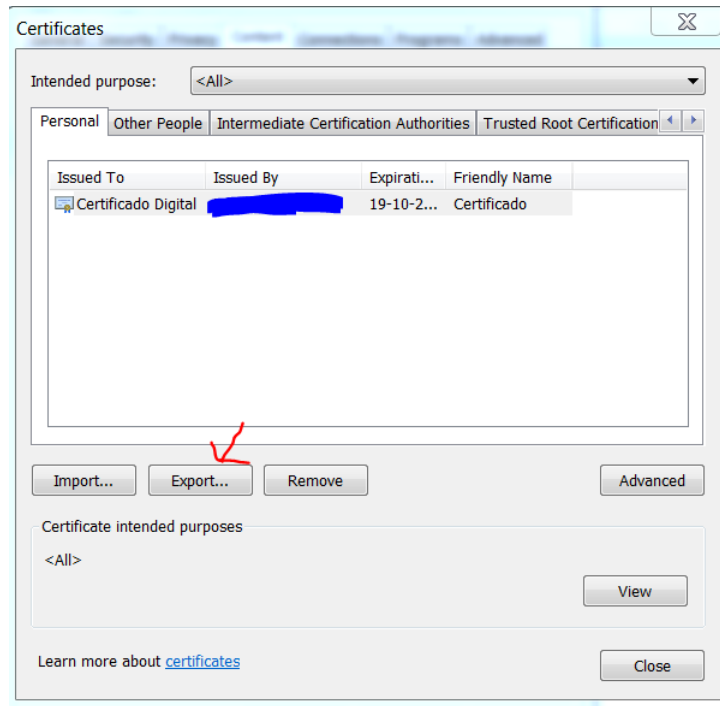 Certificates
Intended purpose: <All>
Personal Other People Intermediate Certification Authorities Trusted Root Certification
Issued To Issued By Expirati... Friendly Name
Certificado Digital 19-10-2... Certificado
Import... Export... Remove Advanced
Certificate intended purposes
<All>
View
Learn more about certificates
Close